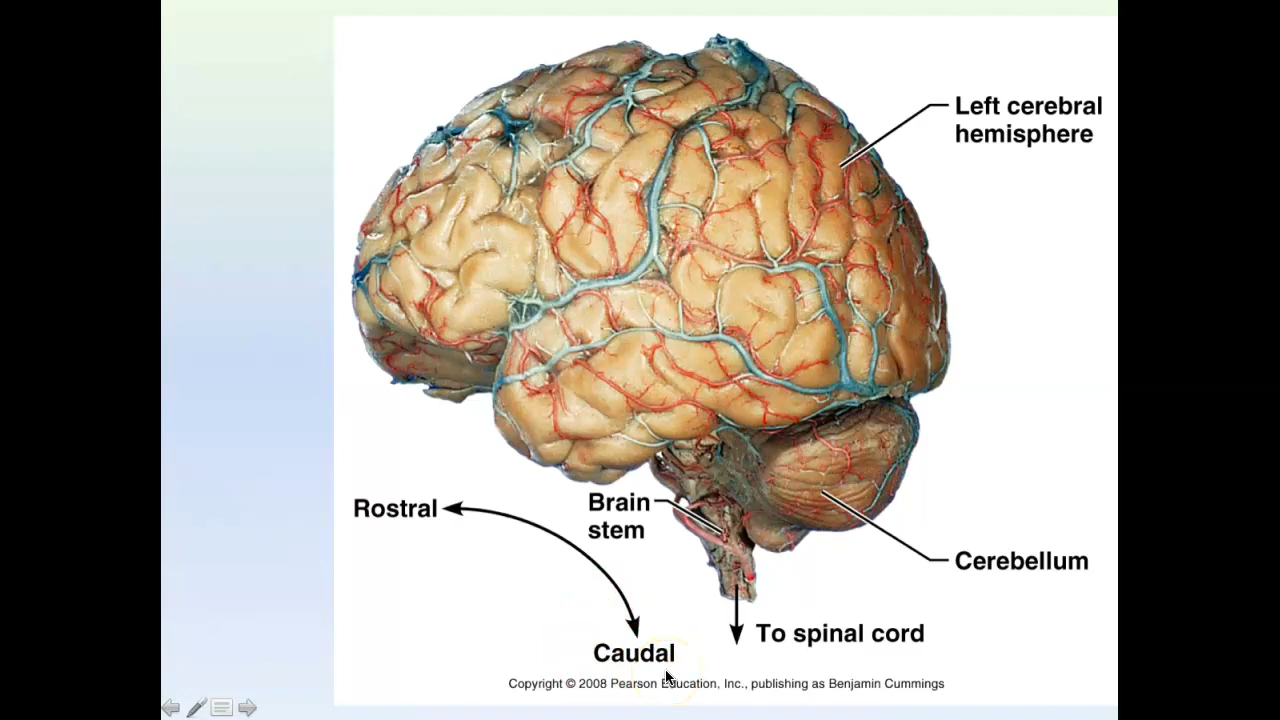 Left cerebral
hemisphere
Rostral
Brain
stem
Cerebellum
To spinal cord
Caudal
Copyright © 2008 Pearson Education, Inc., publishing as Benjamin Cummings